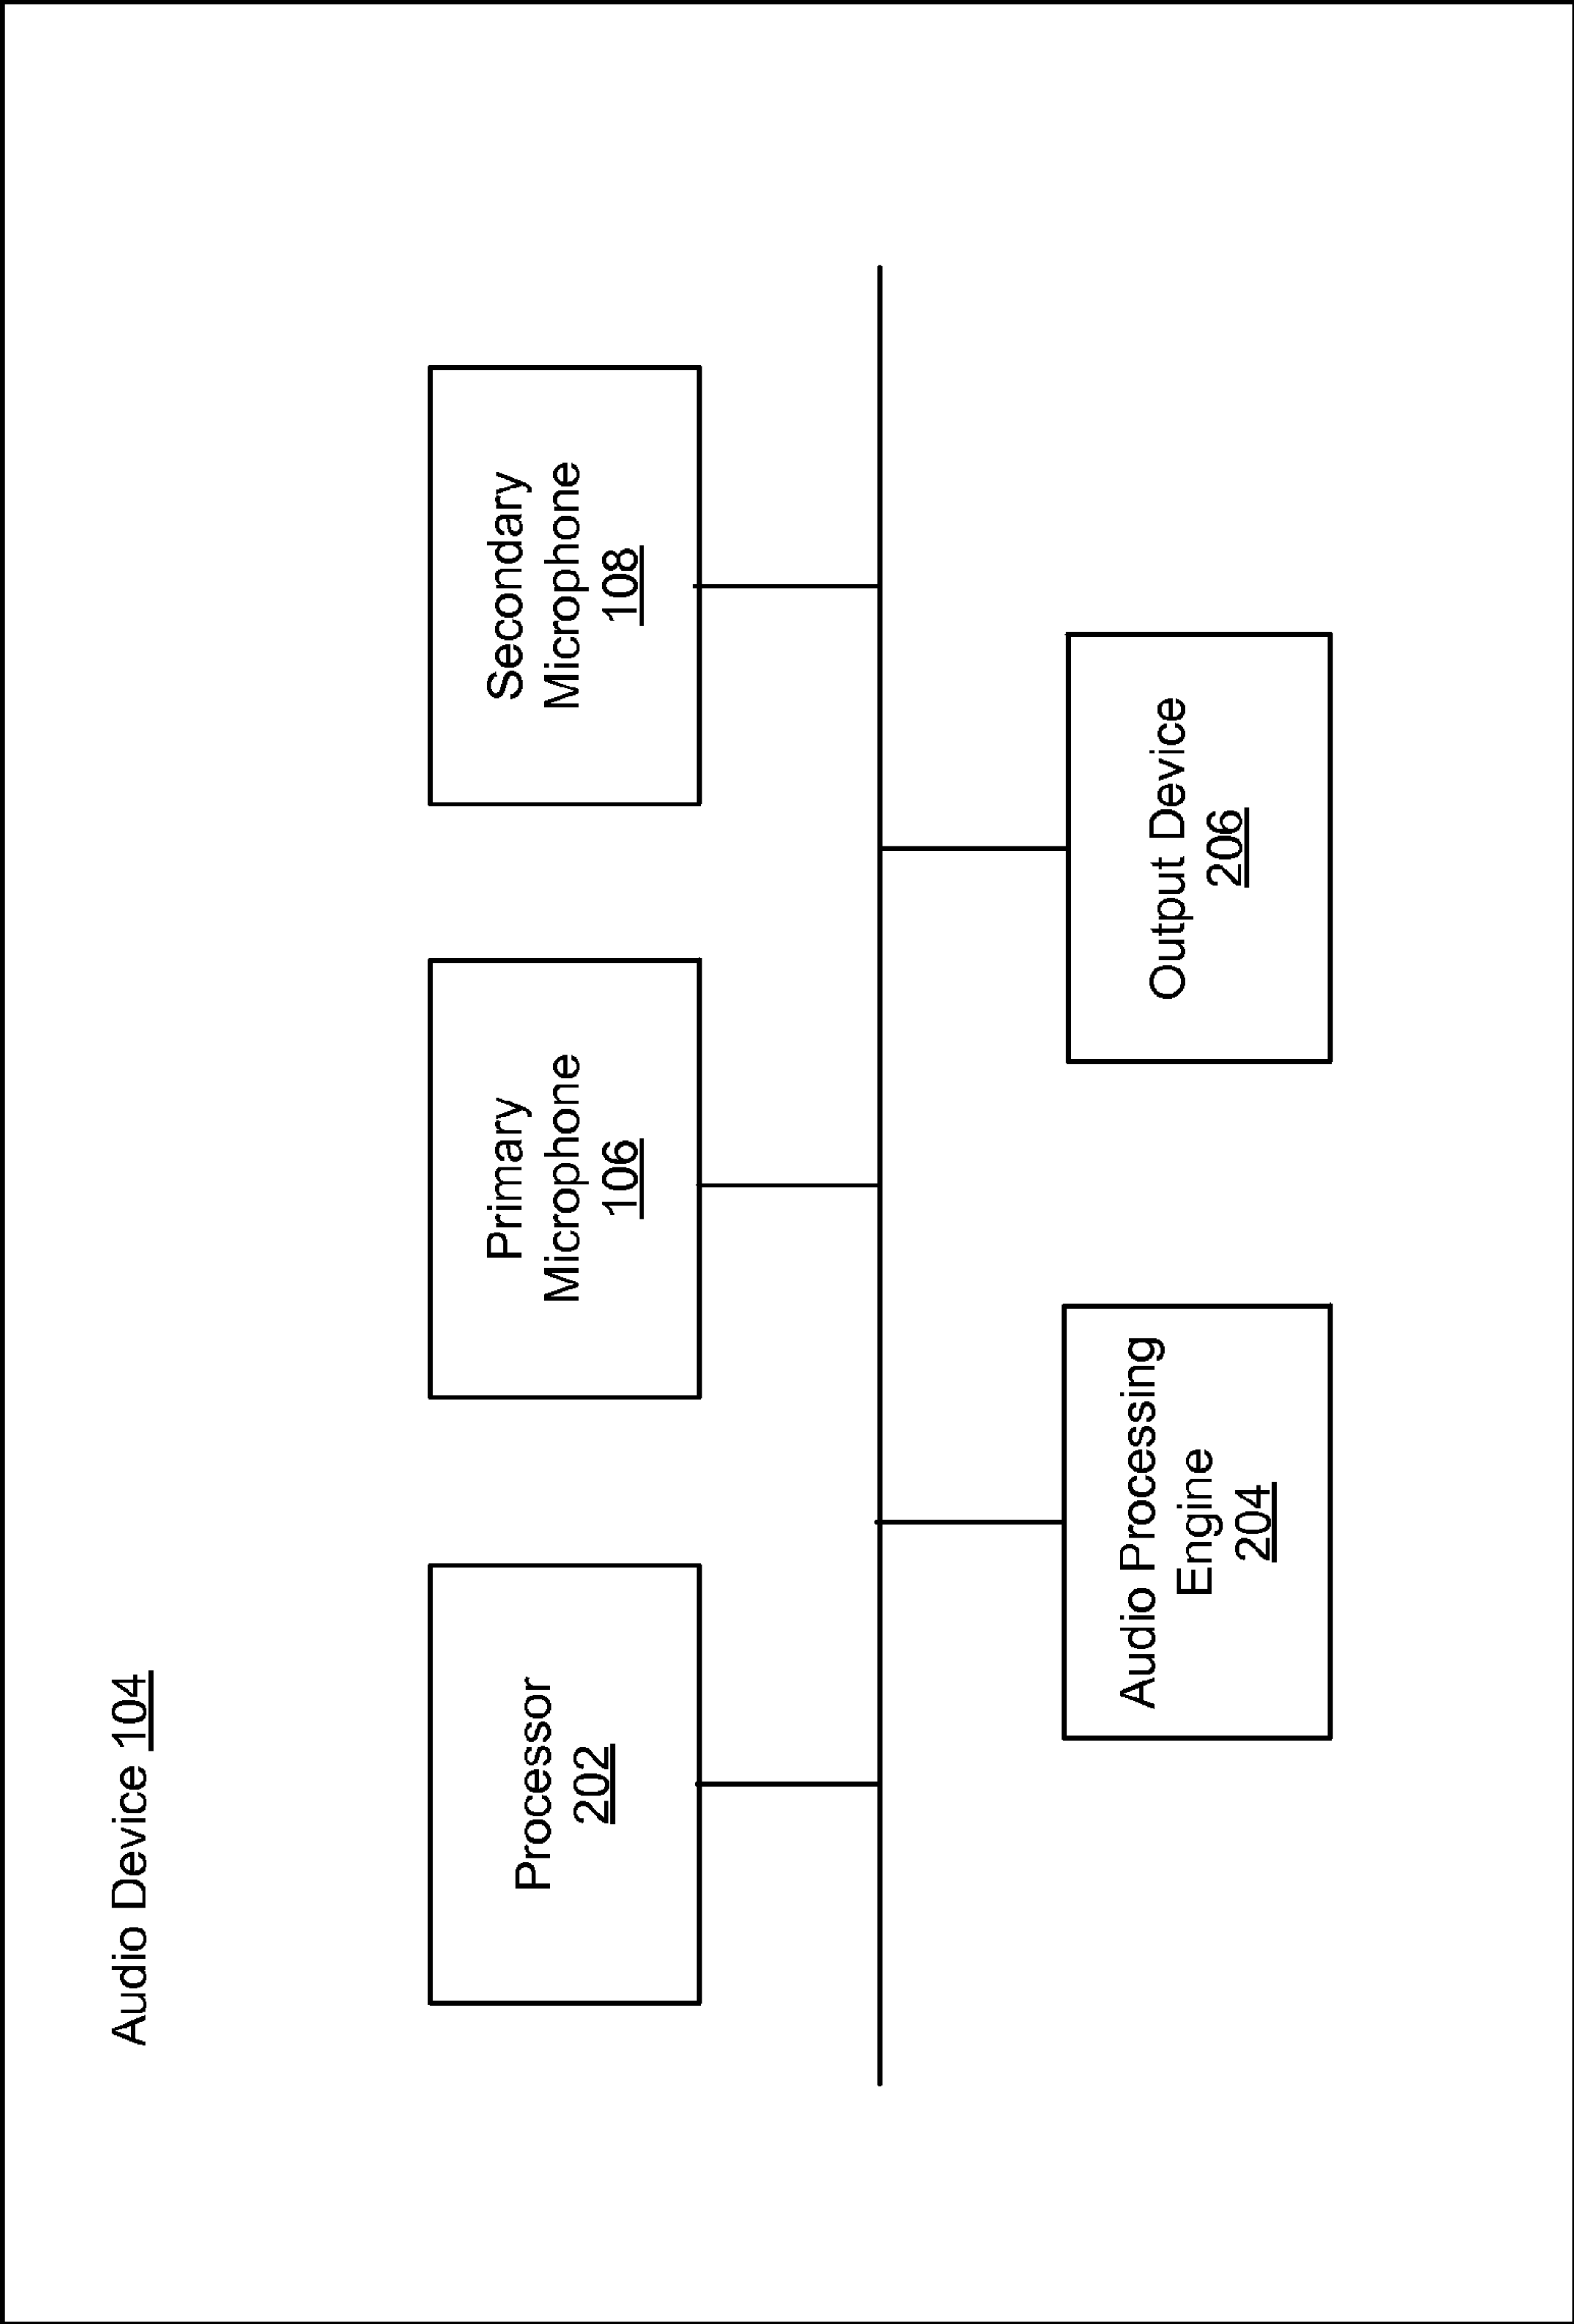 Audio Device 104
Processor
202
Primary
Microphone
106
Secondary
Microphone
108
Audio Processing
Engine
204
Output Device
206